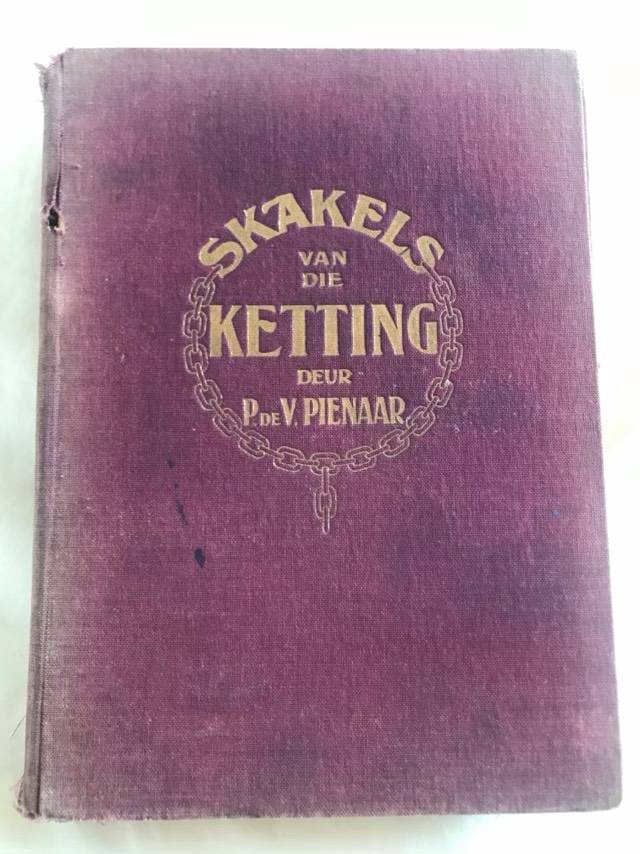 SKAKELS
VAN
DIE
KETTING
DEUR
P. DE V. PIENAAR